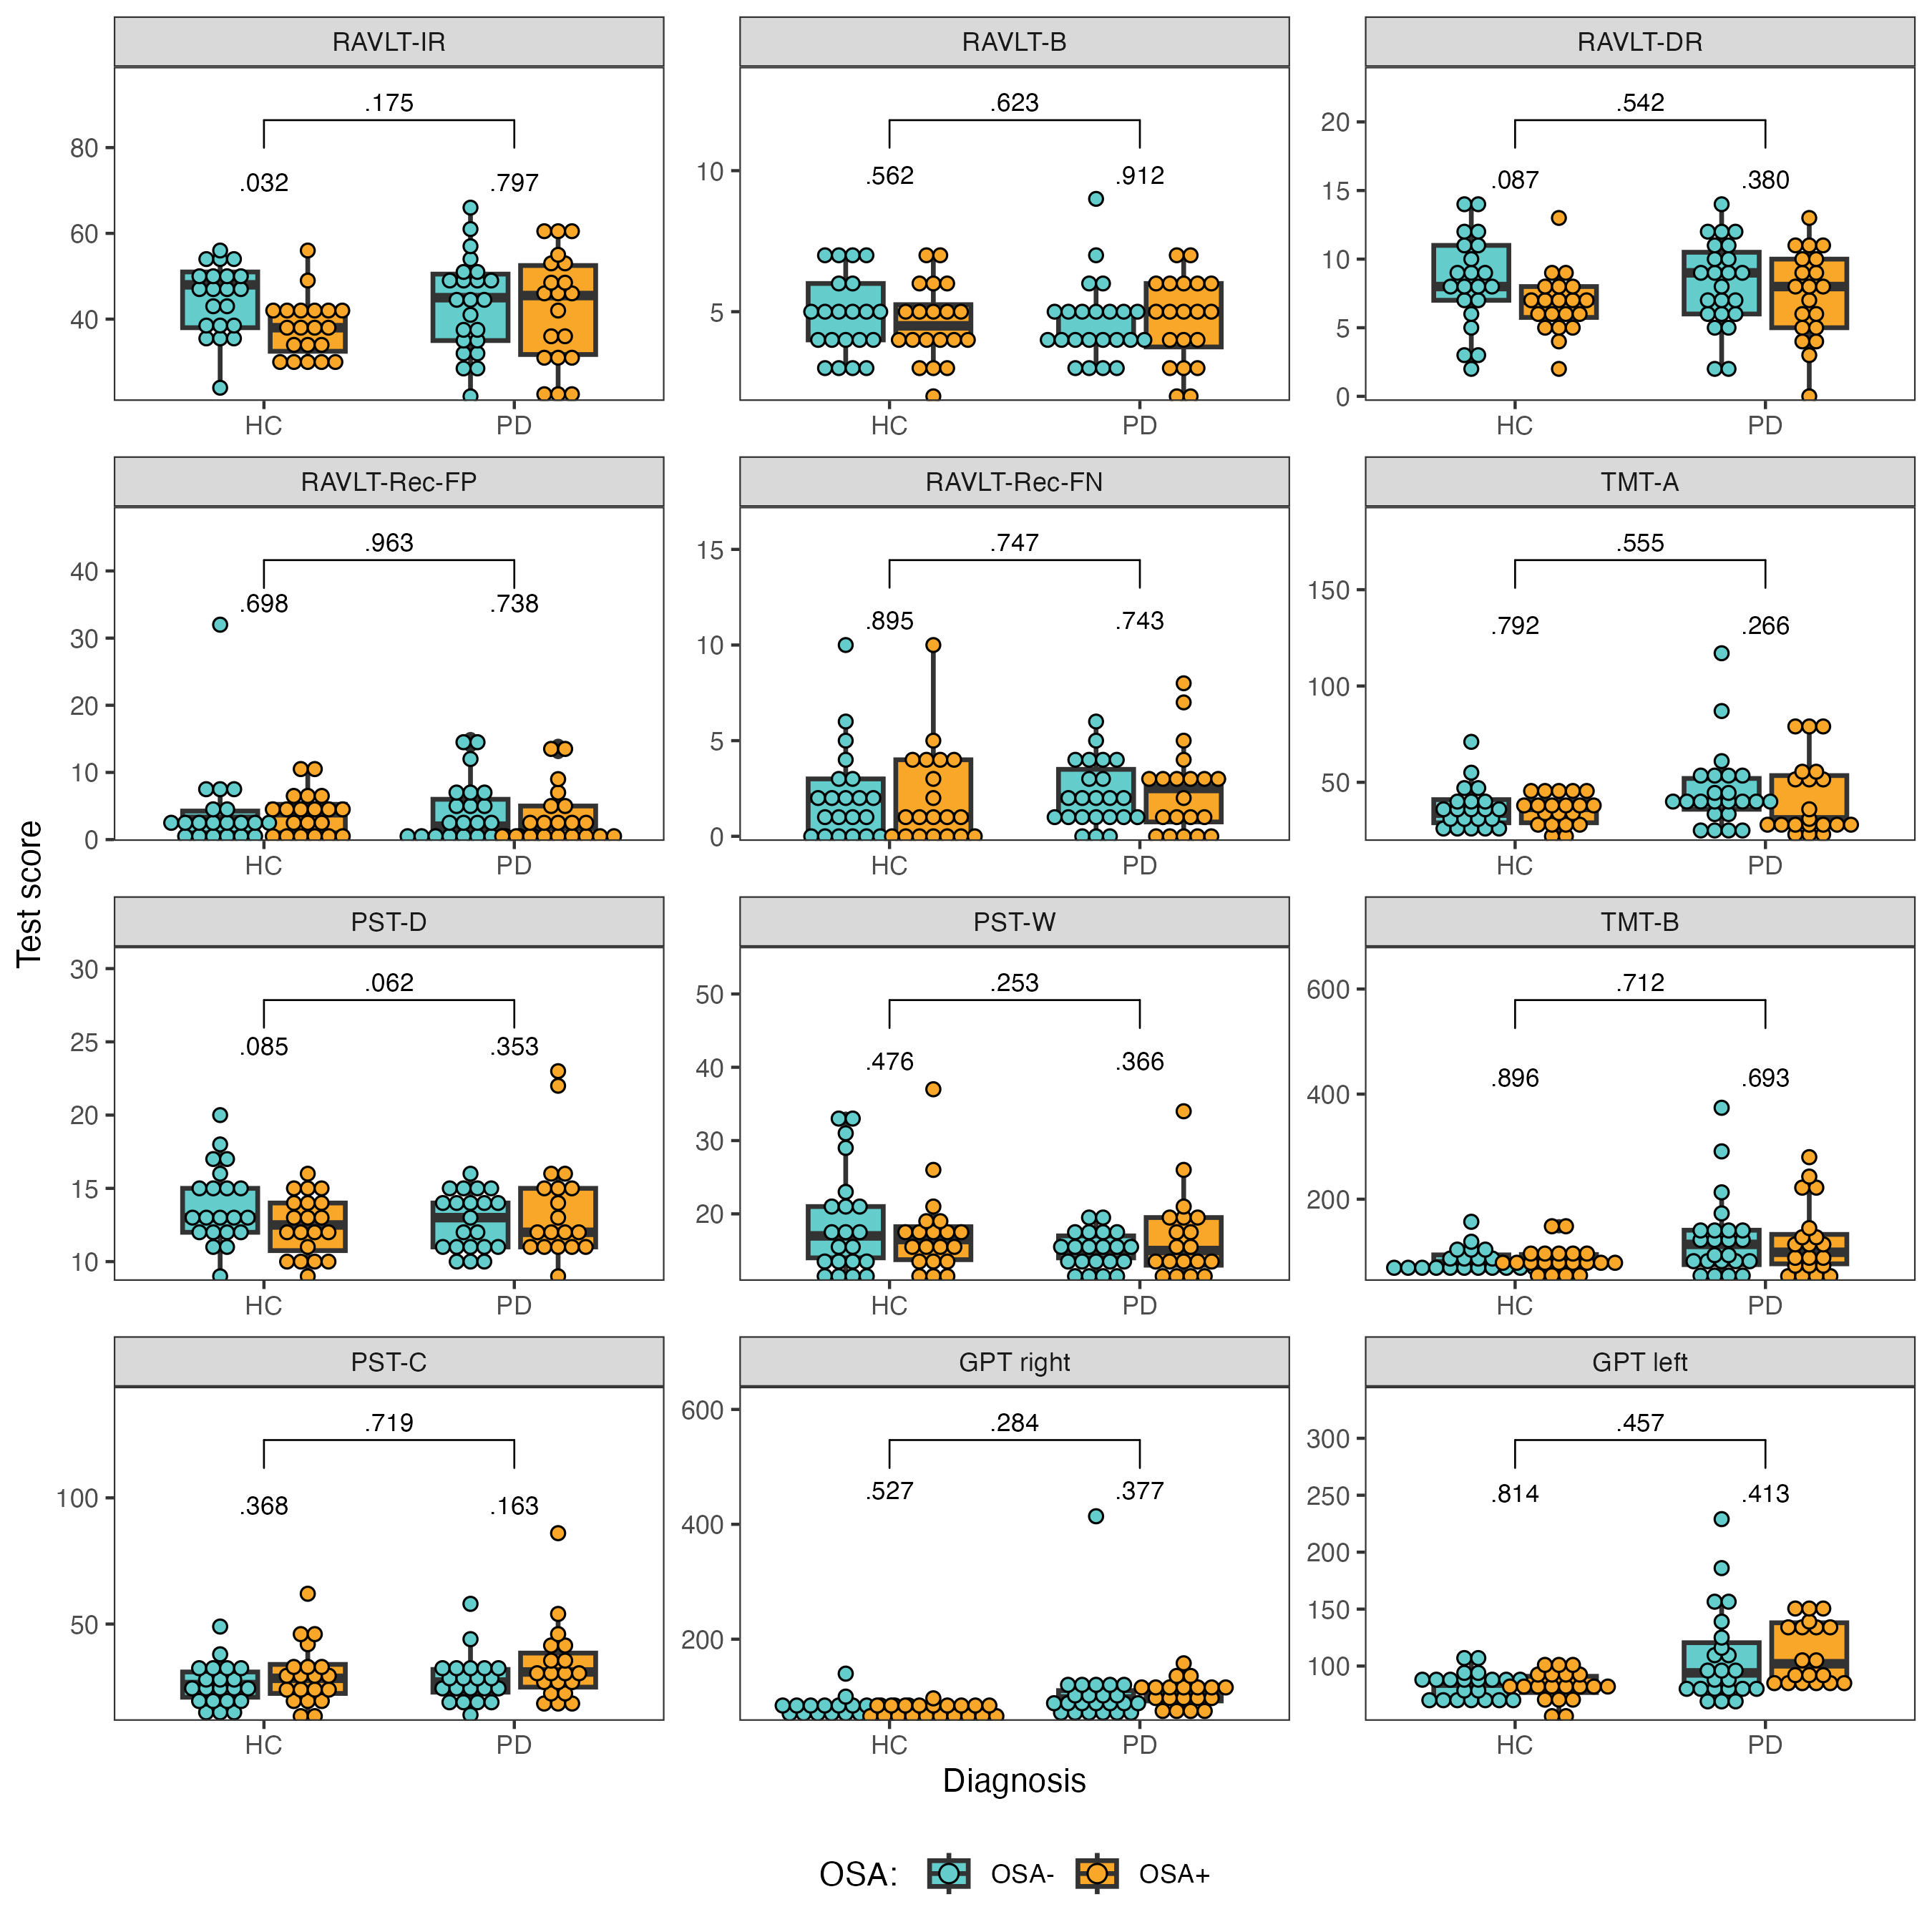 RAVLT-IR
.175
.032 .797
80
60
40
HC PD
RAVLT-B
.623
.562 .912
10
5
HC PD
RAVLT-DR
.542
.087 .380
20
15
10
5
0
HC PD
RAVLT-Rec-FP
.963
.698 .738
40
30
20
10
0
HC PD
RAVLT-Rec-FN
.747
.895 .743
15
10
5
0
HC PD
TMT-A
.555
.792 .266
150
100
50
HC PD
PST-D
.062
.085 .353
30
25
20
15
10
HC PD
PST-W
.253
.476 .366
50
40
30
20
HC PD
TMT-B
.712
.896 .693
600
400
200
HC PD
PST-C
.719
.368 .163
100
50
HC PD
GPT right
.284
.527 .377
600
400
200
HC PD
GPT left
.457
.814 .413
300
250
200
150
100
HC PD
Test score
Diagnosis
OSA: OSA- OSA+